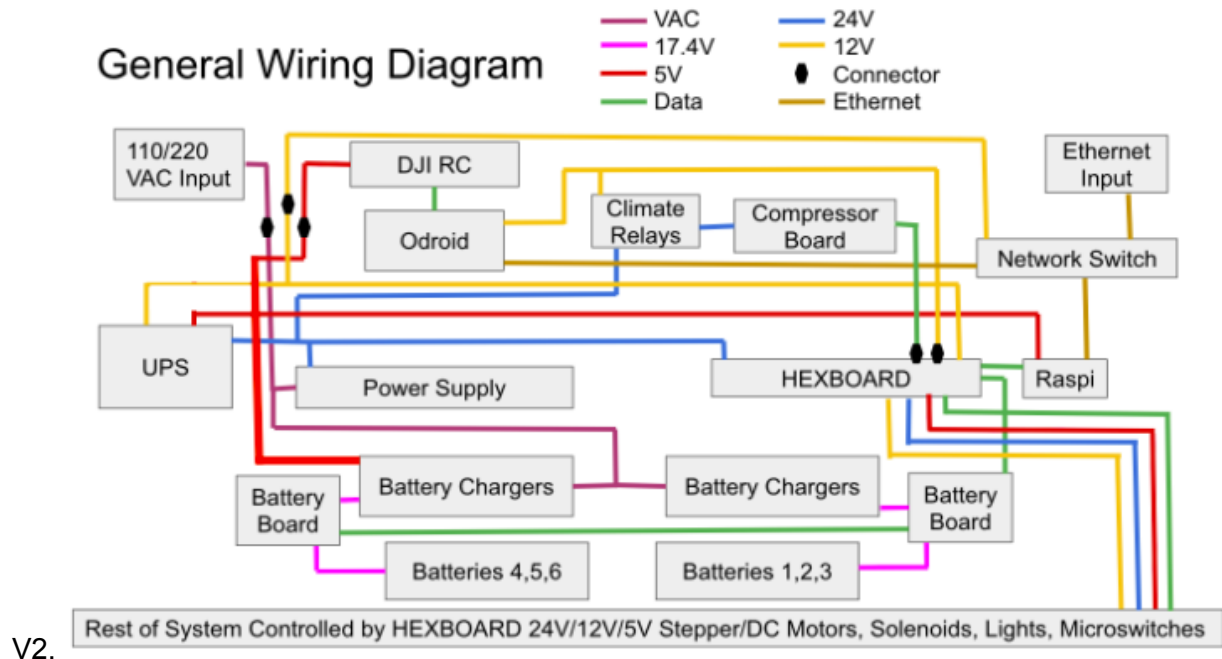 General Wiring Diagram
VAC
17.4V
5V
Data
24V
12V
Connector
Ethernet
110/220
VAC Input
DJI RC
Ethernet
Input
Odroid
Climate
Relays
Compressor
Board
Network Switch
UPS
Power Supply
HEXBOARD
Raspi
Battery Chargers
Battery Chargers
Battery
Board
Battery
Board
Batteries 4,5,6
Batteries 1,2,3
Rest of System Controlled by HEXBOARD 24V/12V/5V Stepper/DC Motors, Solenoids, Lights, Microswitches
V2.